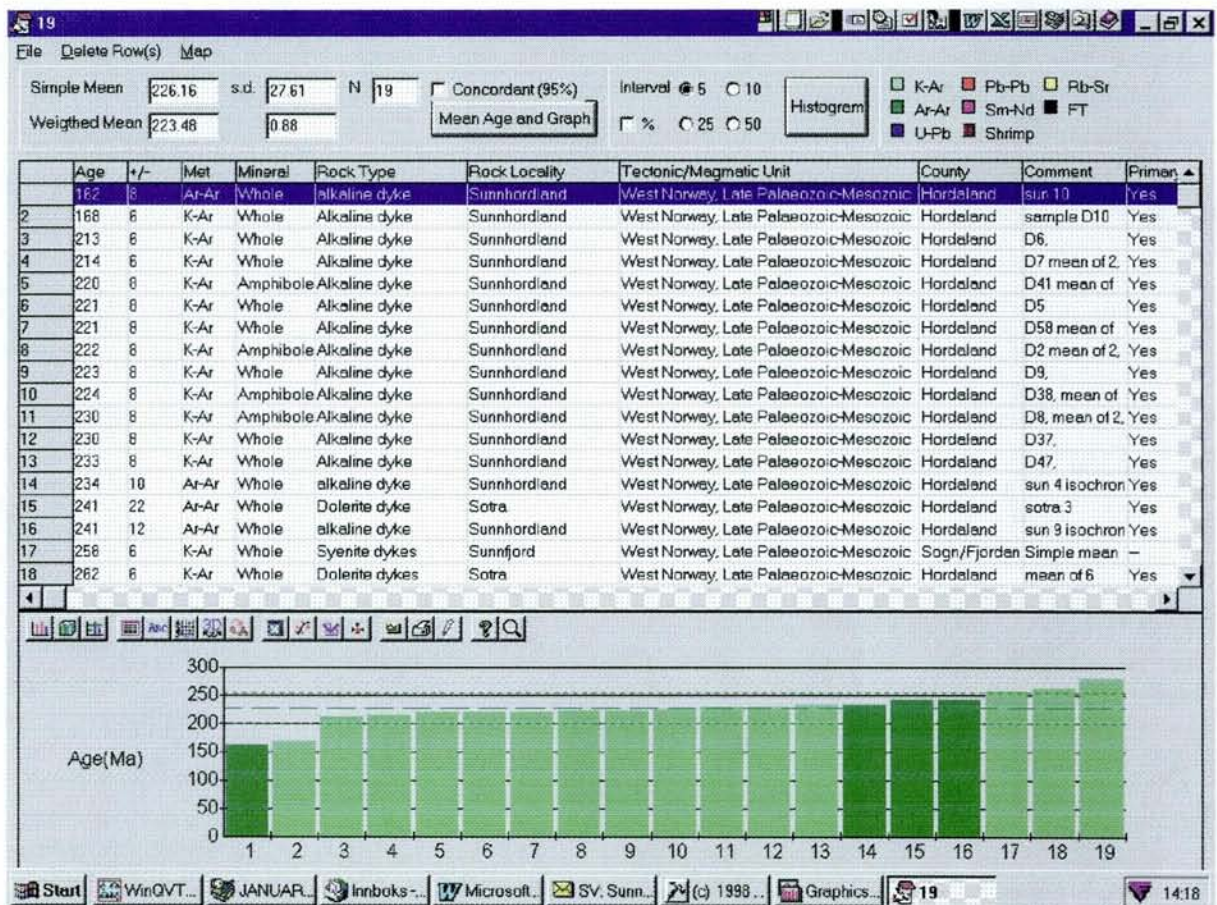 19
File Delete Row(s) Map
Simple Mean 226.16 s.d. 27.61 N 19 Concordant (95%) Interval 5 10 Histogram K-Ar Pb-Pb Rb-Sr
Weigthed Mean 223.48 0.88 Mean Age and Graph % 25 50 Ar-Ar Sm-Nd FT
U-Pb Shrimp
Age +/- Met Mineral Rock Type Rock Locality Tectonic/Magmatic Unit County Comment Primary
162 8 Ar-Ar Whole alkaline dyke Sunnhordland West Norway, Late Palaeozoic-Mesozoic Hordaland sun 10 Yes
2 168 6 K-Ar Whole Alkaline dyke Sunnhordland West Norway, Late Palaeozoic-Mesozoic Hordaland sample D10 Yes
3 213 6 K-Ar Whole Alkaline dyke Sunnhordland West Norway, Late Palaeozoic-Mesozoic Hordaland D6, Yes
4 214 6 K-Ar Whole Alkaline dyke Sunnhordland West Norway, Late Palaeozoic-Mesozoic Hordaland D7 mean of 2, Yes
5 220 8 K-Ar Amphibole Alkaline dyke Sunnhordland West Norway, Late Palaeozoic-Mesozoic Hordaland D41 mean of Yes
6 221 8 K-Ar Whole Alkaline dyke Sunnhordland West Norway, Late Palaeozoic-Mesozoic Hordaland D5 Yes
7 221 8 K-Ar Whole Alkaline dyke Sunnhordland West Norway, Late Palaeozoic-Mesozoic Hordaland D58 mean of Yes
8 222 8 K-Ar Amphibole Alkaline dyke Sunnhordland West Norway, Late Palaeozoic-Mesozoic Hordaland D2 mean of 2, Yes
9 223 8 K-Ar Whole Alkaline dyke Sunnhordland West Norway, Late Palaeozoic-Mesozoic Hordaland D9, Yes
10 224 8 K-Ar Amphibole Alkaline dyke Sunnhordland West Norway, Late Palaeozoic-Mesozoic Hordaland D38, mean of Yes
11 230 8 K-Ar Amphibole Alkaline dyke Sunnhordland West Norway, Late Palaeozoic-Mesozoic Hordaland D8, mean of 2, Yes
12 230 8 K-Ar Whole Alkaline dyke Sunnhordland West Norway, Late Palaeozoic-Mesozoic Hordaland D37, Yes
13 233 8 K-Ar Whole Alkaline dyke Sunnhordland West Norway, Late Palaeozoic-Mesozoic Hordaland D47, Yes
14 234 10 Ar-Ar Whole alkaline dyke Sunnhordland West Norway, Late Palaeozoic-Mesozoic Hordaland sun 4 isochron Yes
15 241 22 Ar-Ar Whole Dolerite dyke Sotra West Norway, Late Palaeozoic-Mesozoic Hordaland sotra 3 Yes
16 241 12 Ar-Ar Whole alkaline dyke Sunnhordland West Norway, Late Palaeozoic-Mesozoic Hordaland sun 9 isochron Yes
17 258 6 K-Ar Whole Syenite dykes Sunnfjord West Norway, Late Palaeozoic-Mesozoic Sogn/Fjordan Simple mean –
18 262 6 K-Ar Whole Dolerite dykes Sotra West Norway, Late Palaeozoic-Mesozoic Hordaland mean of 6 Yes
Abc 3D
300
250
200
150
100
50
0
Age(Ma)
1 2 3 4 5 6 7 8 9 10 11 12 13 14 15 16 17 18 19
Start WinQVT... JANUAR... Innboks -... Microsoft... SV: Sunn... (c) 1998... Graphics... 19 14:18